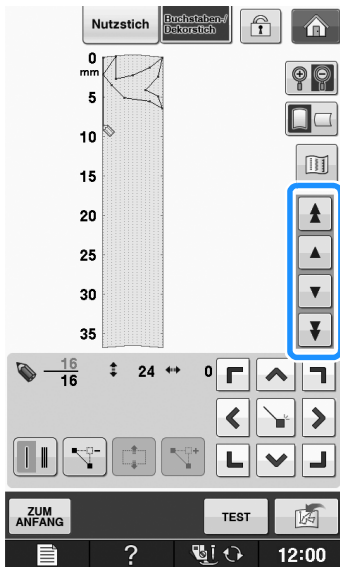 Nutzstich
Buchstaben-/
Dekorstich
0
mm
5
10
15
20
25
30
35
16
16
24
0
ZUM
ANFANG
TEST
?
12:00